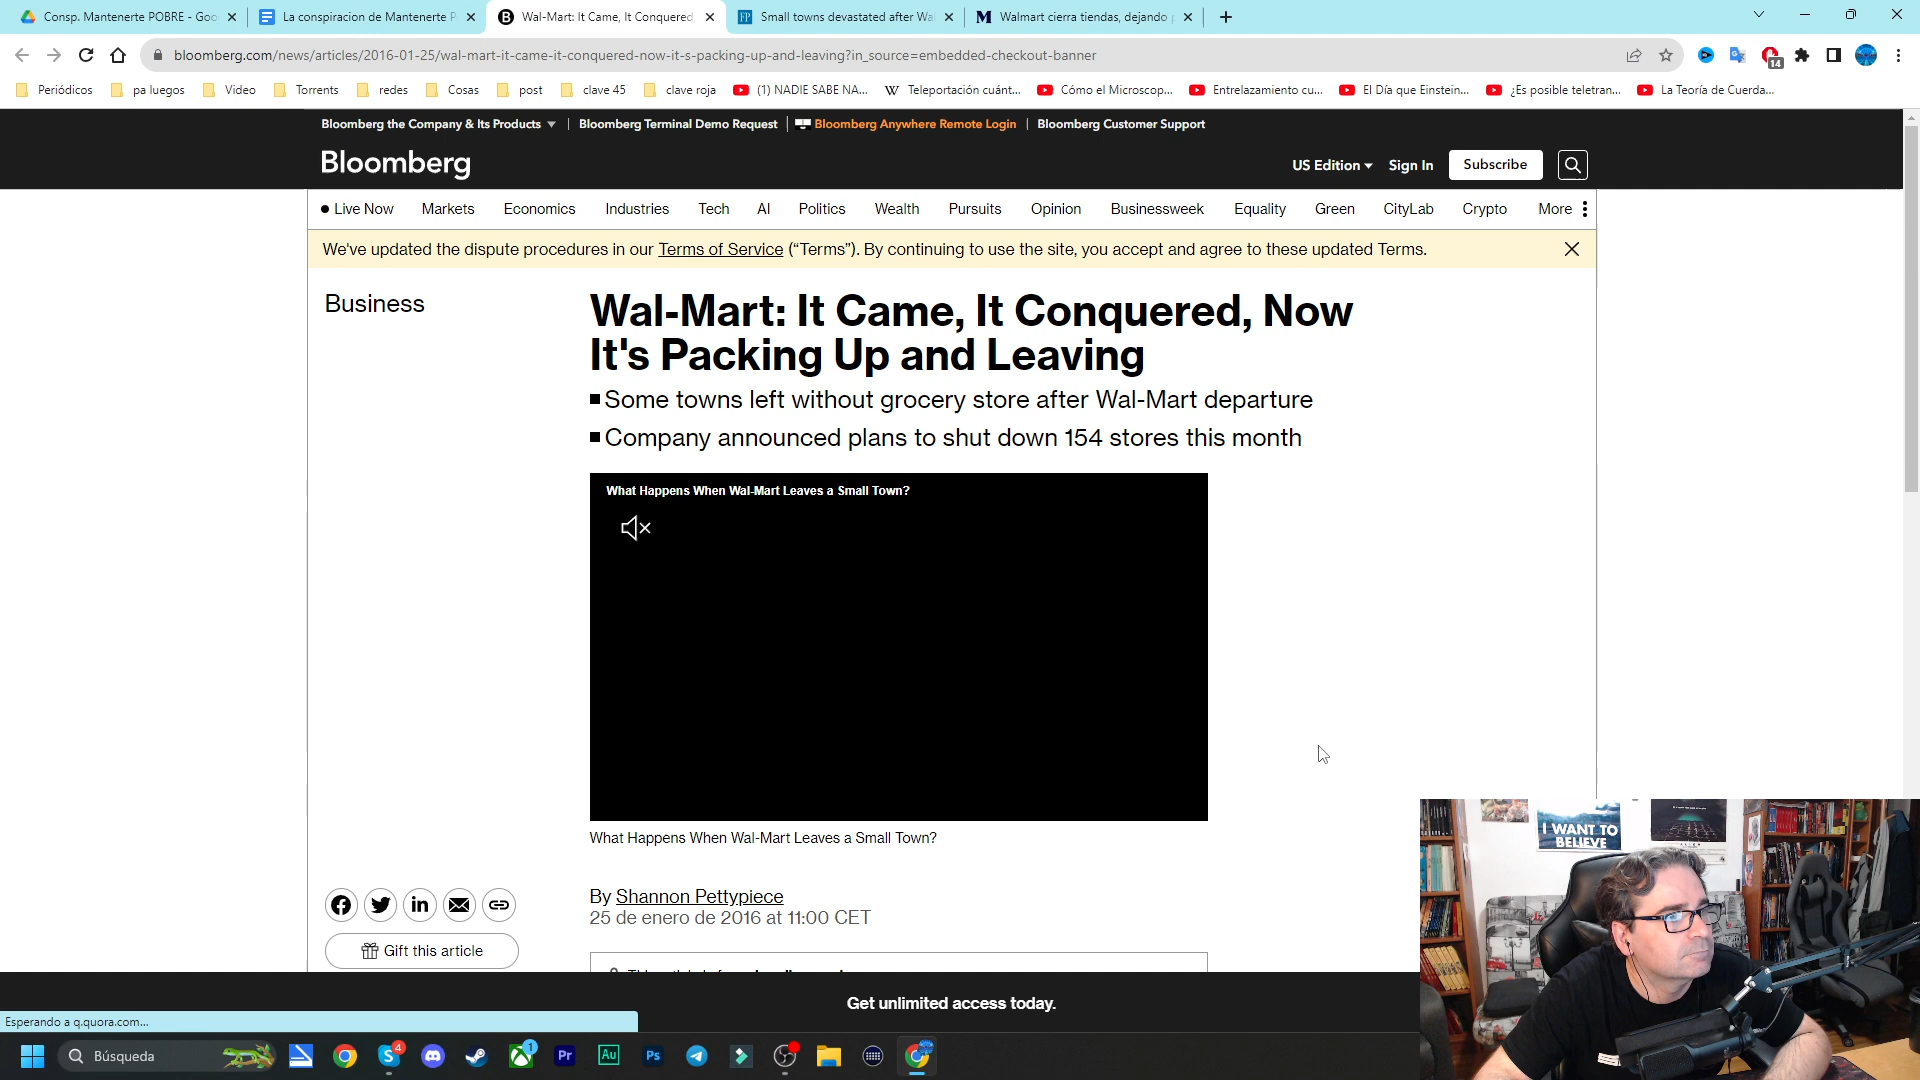 Consp. Mantenerte POBRE - Goo
La conspiracion de Mantenerte P
Wal-Mart: It Came, It Conquered,
Small towns devastated after Wa
Walmart cierra tiendas, dejando
bloomberg.com/news/articles/2016-01-25/wal-mart-it-came-it-conquered-now-it-s-packing-up-and-leaving?in_source=embedded-checkout-banner
14
Periódicos
pa luegos
Video
Torrents
redes
Cosas
post
clave 45
clave roja
(1) NADIE SABE NA...
Teleportación cuánt...
Cómo el Microscop...
Entrelazamiento cu...
El Día que Einstein...
¿Es posible teletran...
La Teoría de Cuerda...
Bloomberg the Company & Its Products
Bloomberg Terminal Demo Request
Bloomberg Anywhere Remote Login
Bloomberg Customer Support
Bloomberg
US Edition
Sign In
Subscribe
Live Now
Markets
Economics
Industries
Tech
AI
Politics
Wealth
Pursuits
Opinion
Businessweek
Equality
Green
CityLab
Crypto
More
We've updated the dispute procedures in our Terms of Service (“Terms”). By continuing to use the site, you accept and agree to these updated Terms.
Business
Wal-Mart: It Came, It Conquered, Now
It's Packing Up and Leaving
Some towns left without grocery store after Wal-Mart departure
Company announced plans to shut down 154 stores this month
What Happens When Wal-Mart Leaves a Small Town?
What Happens When Wal-Mart Leaves a Small Town?
By Shannon Pettypiece
25 de enero de 2016 at 11:00 CET
Gift this article
Get unlimited access today.
Esperando a q.quora.com...
Búsqueda
4
1
Pr
Au
Ps
I WANT TO
BELIEVE